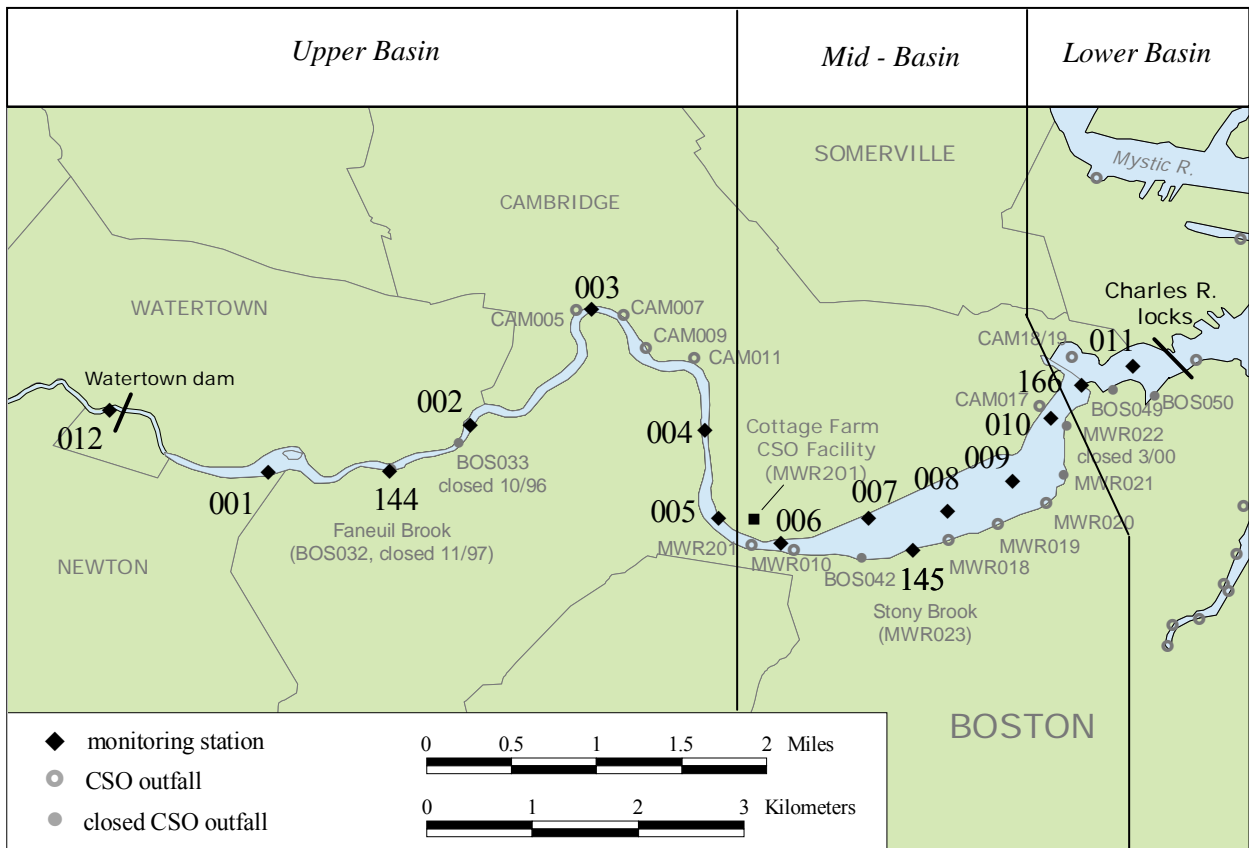 Upper Basin
Mid - Basin
Lower Basin
SOMERVILLE
Mystic R.
CAMBRIDGE
WATERTOWN
003
CAM005
CAM007
CAM009
CAM011
Charles R.
locks
CAM18/19
011
Watertown dam
012
002
BOS033
closed 10/96
004
Cottage Farm
CSO Facility
(MWR201)
166
CAM017
010
BOS049
BOS050
MWR022
closed 3/00
009
MWR021
008
007
MWR020
001
144
Faneuil Brook
(BOS032, closed 11/97)
005
006
MWR019
MWR201
MWR010
BOS042
MWR018
145
Stony Brook
(MWR023)
NEWTON
BOSTON
monitoring station
CSO outfall
closed CSO outfall
0 0.5 1 1.5 2 Miles
0 1 2 3 Kilometers